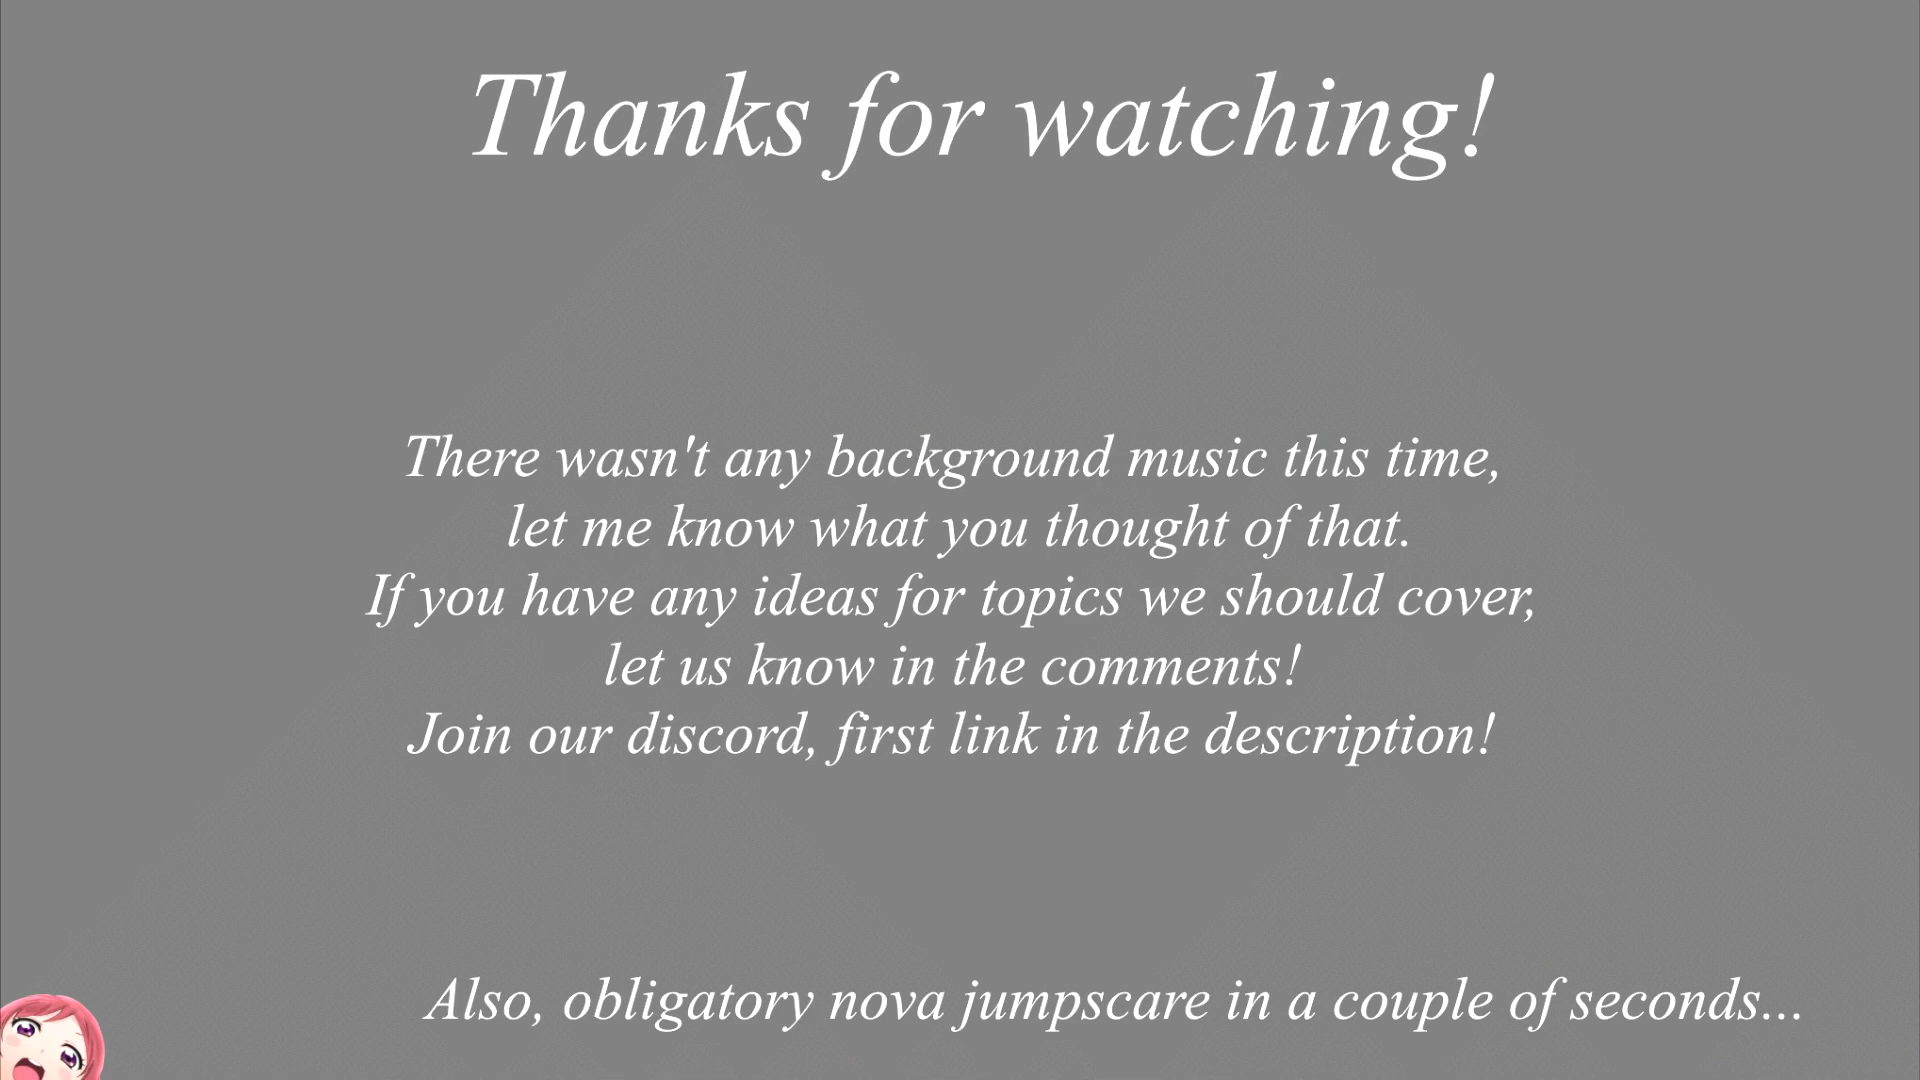 Thanks for watching!
There wasn't any background music this time,
let me know what you thought of that.
If you have any ideas for topics we should cover,
let us know in the comments!
Join our discord, first link in the description!
Also, obligatory nova jumpscare in a couple of seconds...